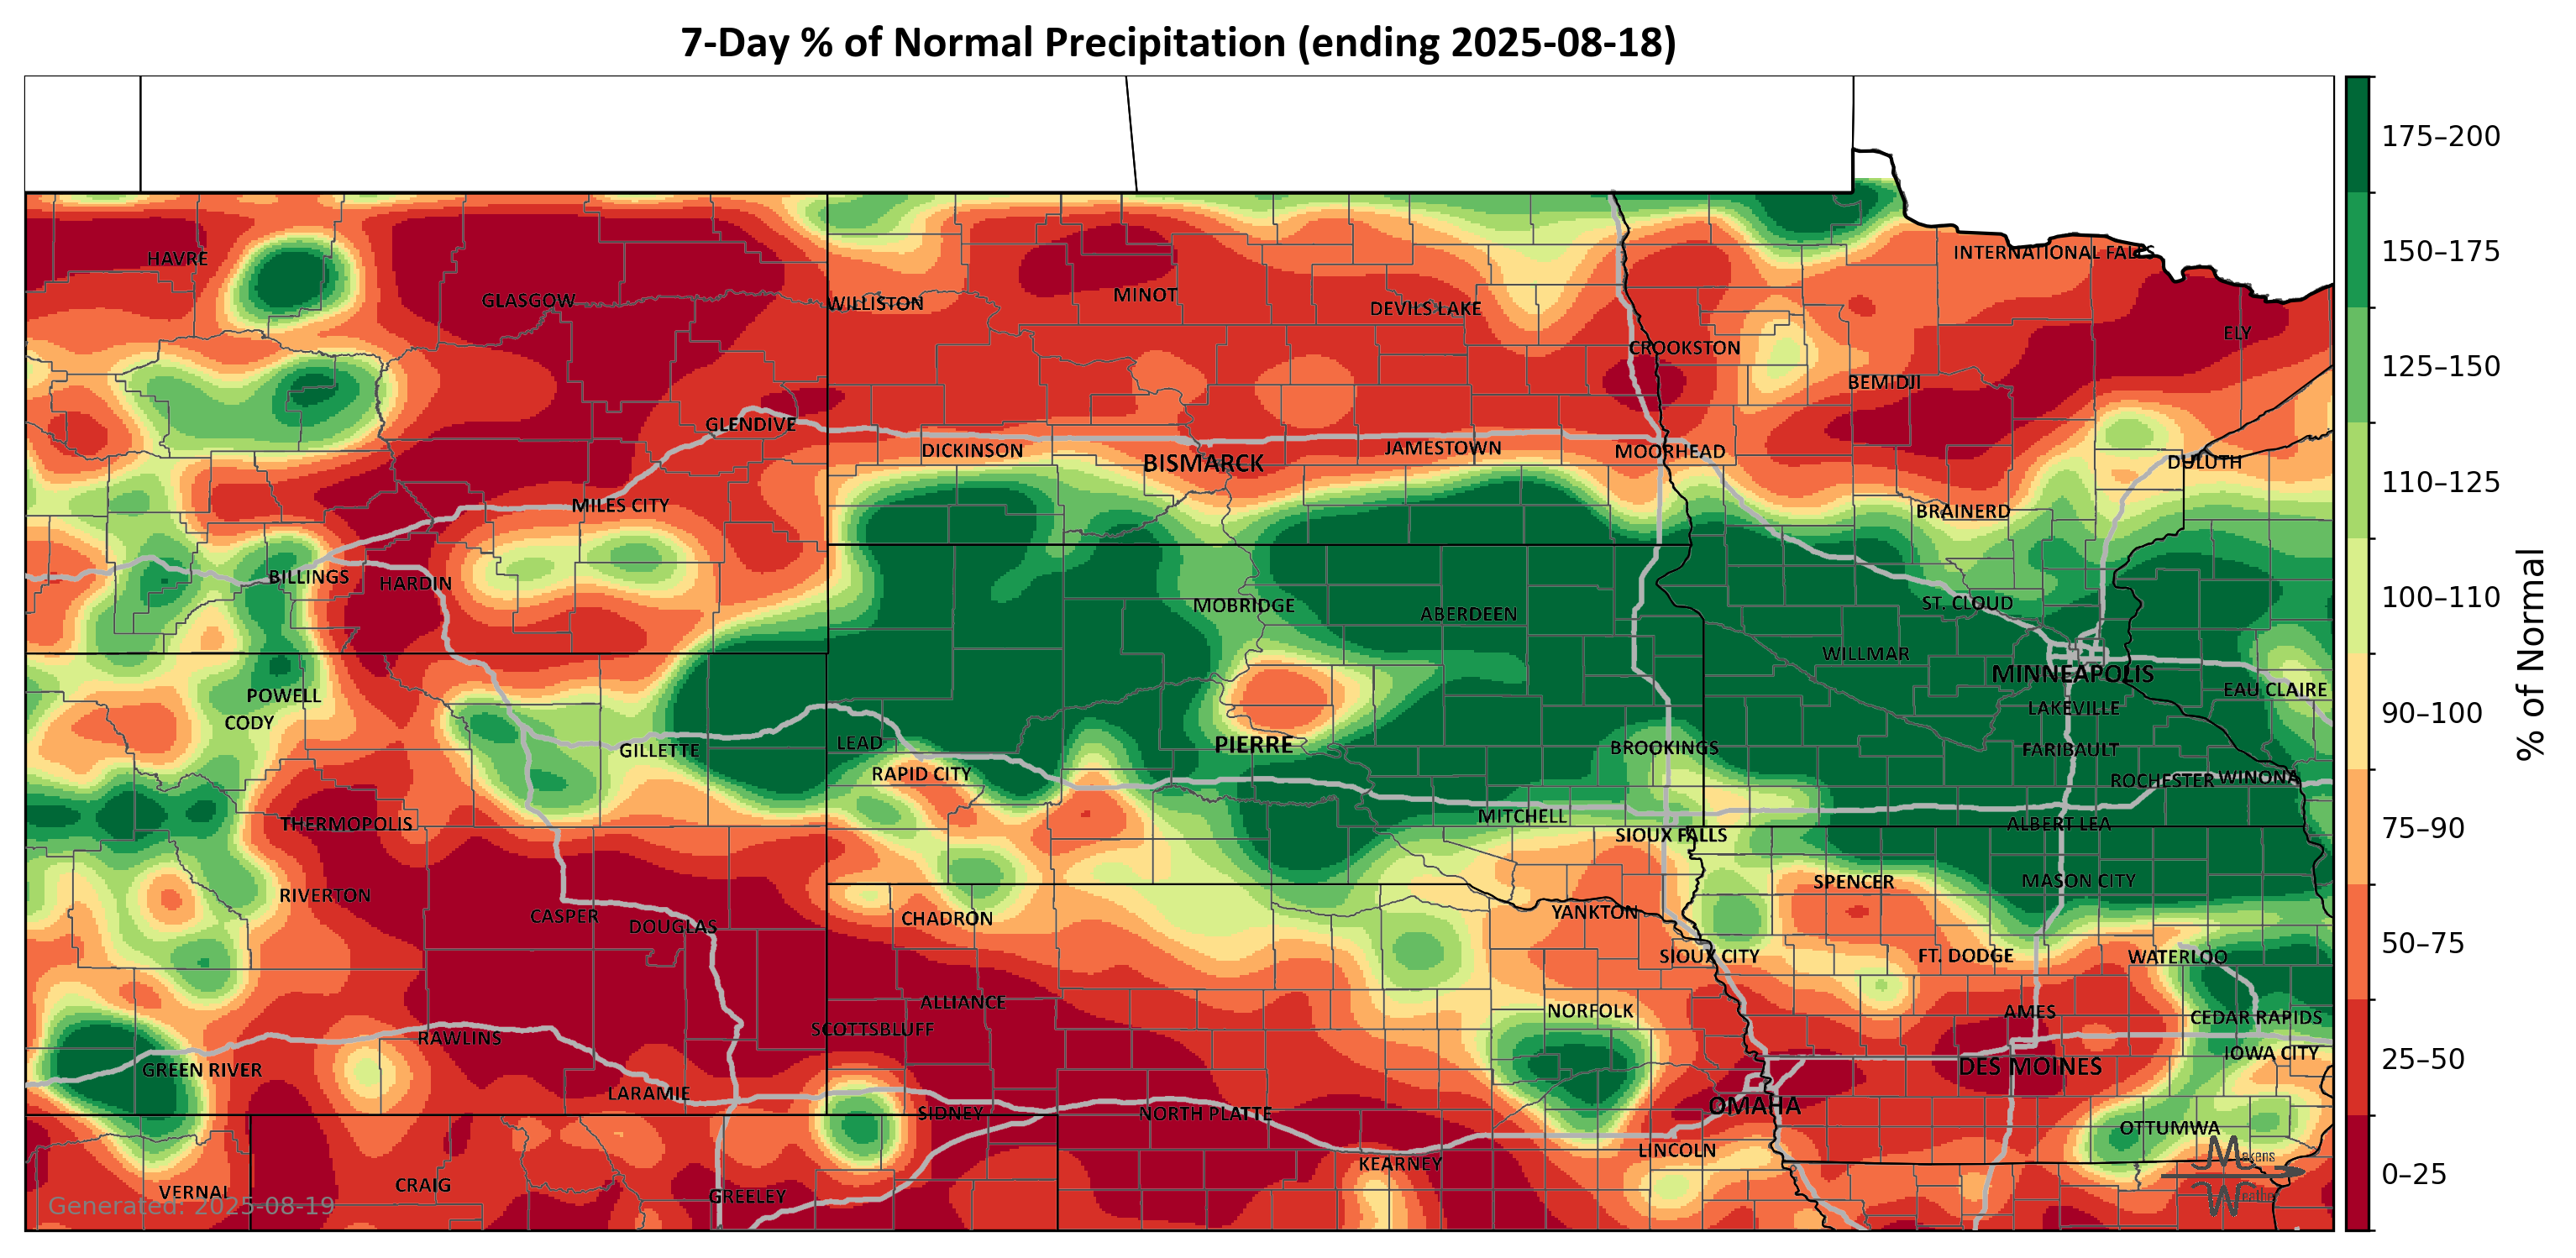 7-Day % of Normal Precipitation (ending 2025-08-18)
175–200
150–175
125–150
110–125
100–110
90–100
75–90
50–75
25–50
0–25
% of Normal
HAVRE
GLASGOW
WILLISTON
MINOT
DEVILS LAKE
INTERNATIONAL FALLS
ELY
CROOKSTON
BEMIDJI
GLENDIVE
DICKINSON
BISMARCK
JAMESTOWN
MOORHEAD
DULUTH
MILES CITY
BRAINERD
BILLINGS
HARDIN
MOBRIDGE
ABERDEEN
ST. CLOUD
WILLMAR
MINNEAPOLIS
POWELL
CODY
EAU CLAIRE
LAKEVILLE
GILLETTE
LEAD
PIERRE
BROOKINGS
FARIBAULT
RAPID CITY
ROCHESTER
WINONA
THERMOPOLIS
MITCHELL
SIOUX FALLS
ALBERT LEA
RIVERTON
SPENCER
MASON CITY
CASPER
DOUGLAS
CHADRON
YANKTON
SIOUX CITY
FT. DODGE
WATERLOO
ALLIANCE
NORFOLK
AMES
CEDAR RAPIDS
RAWLINS
SCOTTSBLUFF
IOWA CITY
GREEN RIVER
DES MOINES
LARAMIE
SIDNEY
NORTH PLATTE
OMAHA
OTTUMWA
KEARNEY
LINCOLN
VERNAL
CRAIG
GREELEY
Generated: 2025-08-19
Makens
Weather